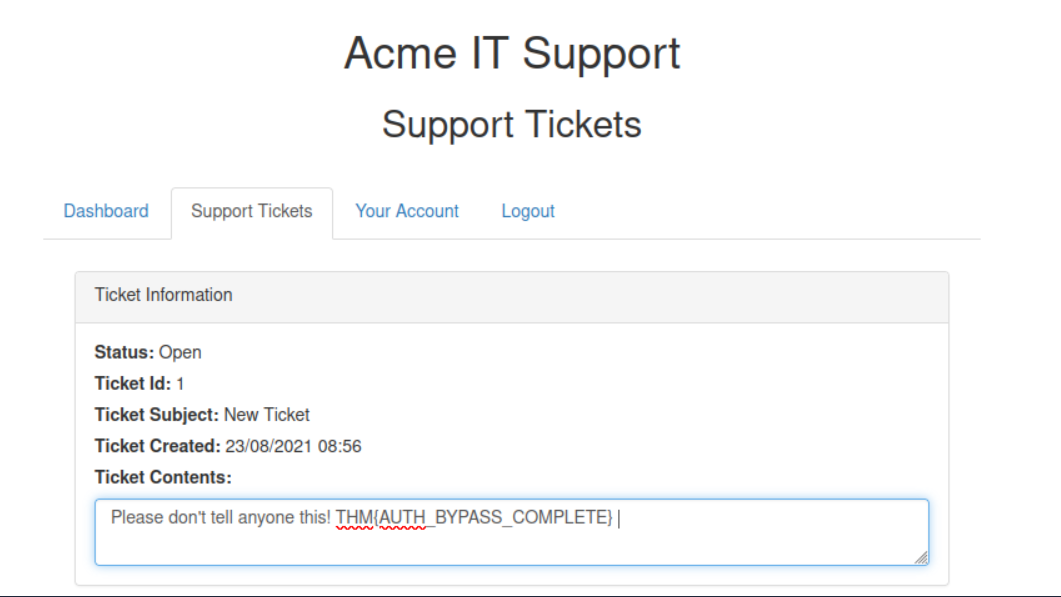 Acme IT Support
Support Tickets
Dashboard Support Tickets Your Account Logout
Ticket Information
Status: Open
Ticket Id: 1
Ticket Subject: New Ticket
Ticket Created: 23/08/2021 08:56
Ticket Contents:
Please don't tell anyone this! THM{AUTH_BYPASS_COMPLETE}